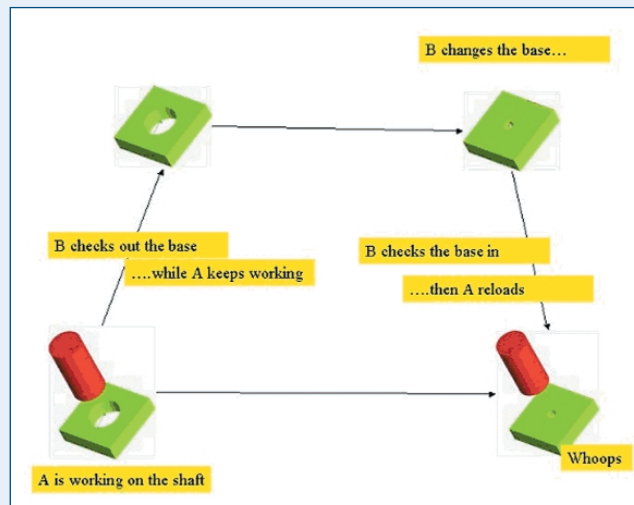 B changes the base…
B checks out the base
….while A keeps working
B checks the base in
….then A reloads
A is working on the shaft
Whoops